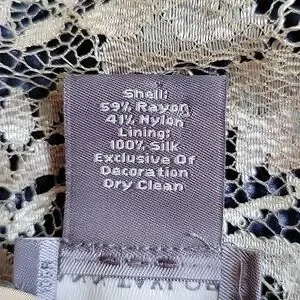 Shell:
59% Rayon
41% Nylon
Lining:
100% Silk
Exclusive Of
Decoration
Dry Clean